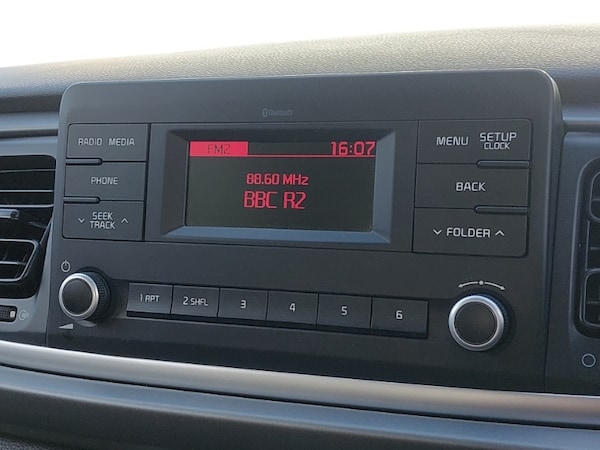 Bluetooth
RADIO MEDIA
PHONE
SEEK
TRACK
FM2 16:07
88.60 MHz
BBC R2
MENU SETUP
CLOCK
BACK
FOLDER
1 RPT 2 SHFL 3 4 5 6